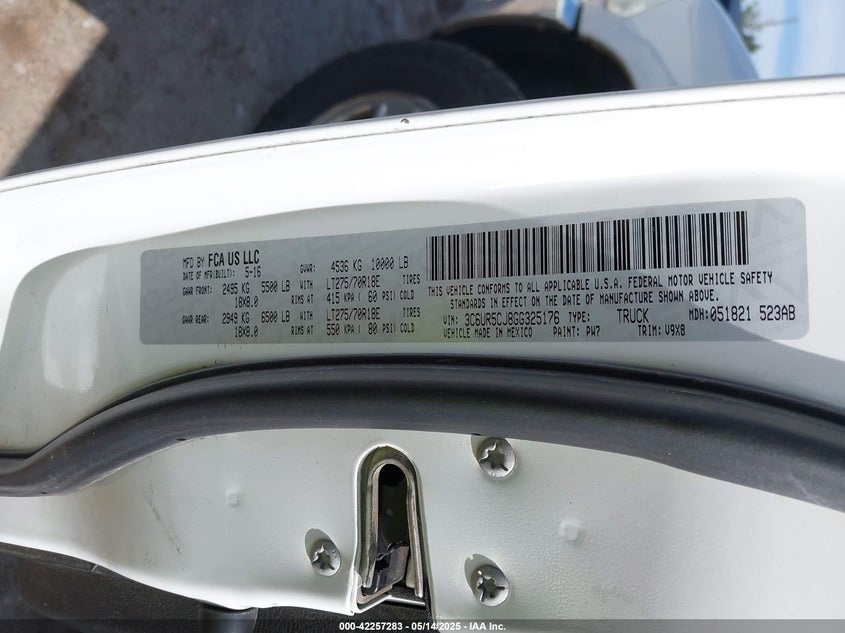 MFD BY FCA US LLC
DATE OF MFR(BUILT): 5-16 GVWR: 4536 KG 10000 LB
GAWR FRONT: 2495 KG 5500 LB WITH LT275/70R18E
18X8.0 RIMS AT 415 KPA ( 60 PSI) COLD
GAWR REAR: 2949 KG 6500 LB WITH LT275/70R18E
18X8.0 RIMS AT 550 KPA ( 80 PSI) COLD
THIS VEHICLE CONFORMS TO ALL APPLICABLE U.S.A. FEDERAL MOTOR VEHICLE SAFETY
STANDARDS IN EFFECT ON THE DATE OF MANUFACTURE SHOWN ABOVE.
VIN: 3C6UR5CJ8GG325176 TYPE: TRUCK MDH: 051821 523AB
VEHICLE MADE IN MEXICO PAINT: PW7 TRIM: V9X8
000-42257283 - 05/14/2025 - IAA Inc.